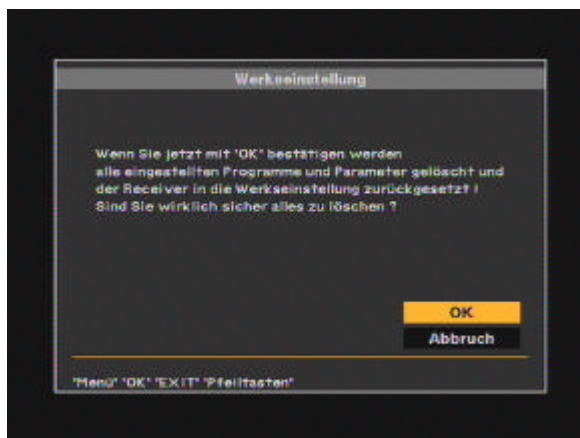 Werkseinstellung
Wenn Sie jetzt mit "OK" bestätigen werden
alle eingestellten Programme und Parameter gelöscht und
der Receiver in die Werkseinstellung zurückgesetzt !
Sind Sie wirklich sicher alles zu löschen ?
OK
Abbruch
"Menü" "OK" "EXIT" "Pfeiltasten"